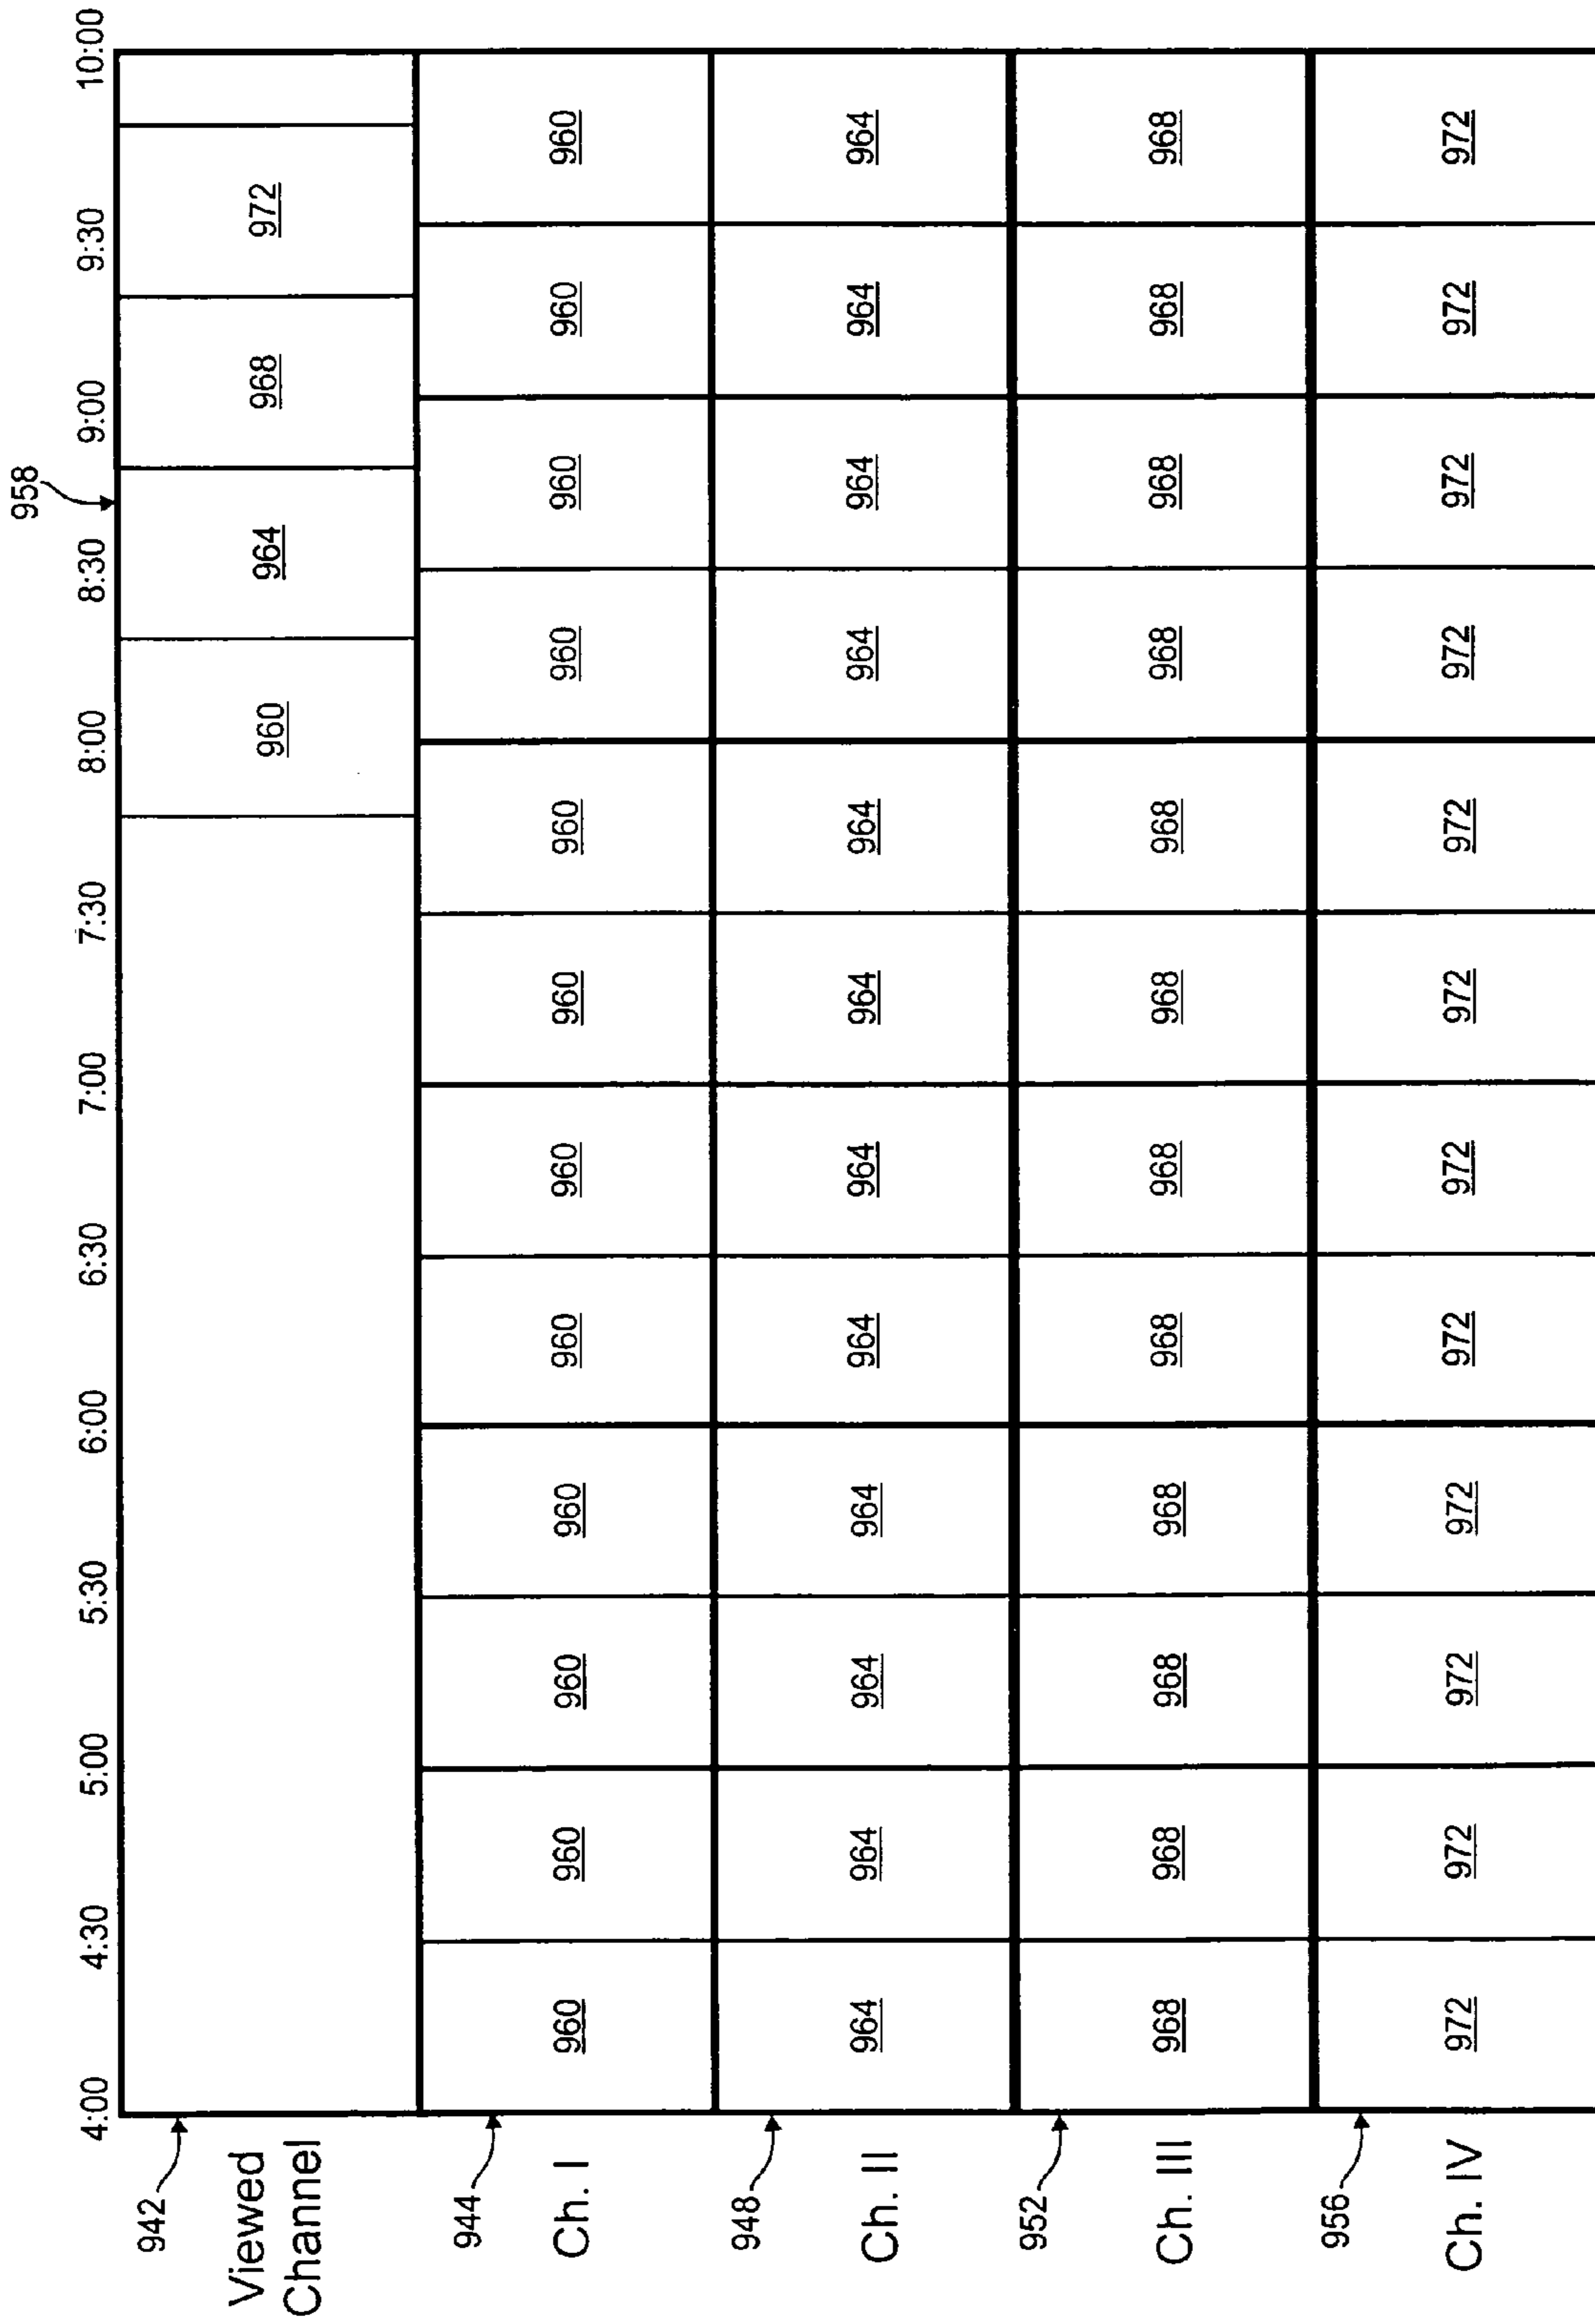 958
4:00 4:30 5:00 5:30 6:00 6:30 7:00 7:30 8:00 8:30 9:00 9:30 10:00
942
Viewed
Channel
960 964 968 972
944
Ch. I 960 960 960 960 960 960 960 960 960 960 960 960
948
Ch. II 964 964 964 964 964 964 964 964 964 964 964 964
952
Ch. III 968 968 968 968 968 968 968 968 968 968 968 968
956
Ch. IV 972 972 972 972 972 972 972 972 972 972 972 972